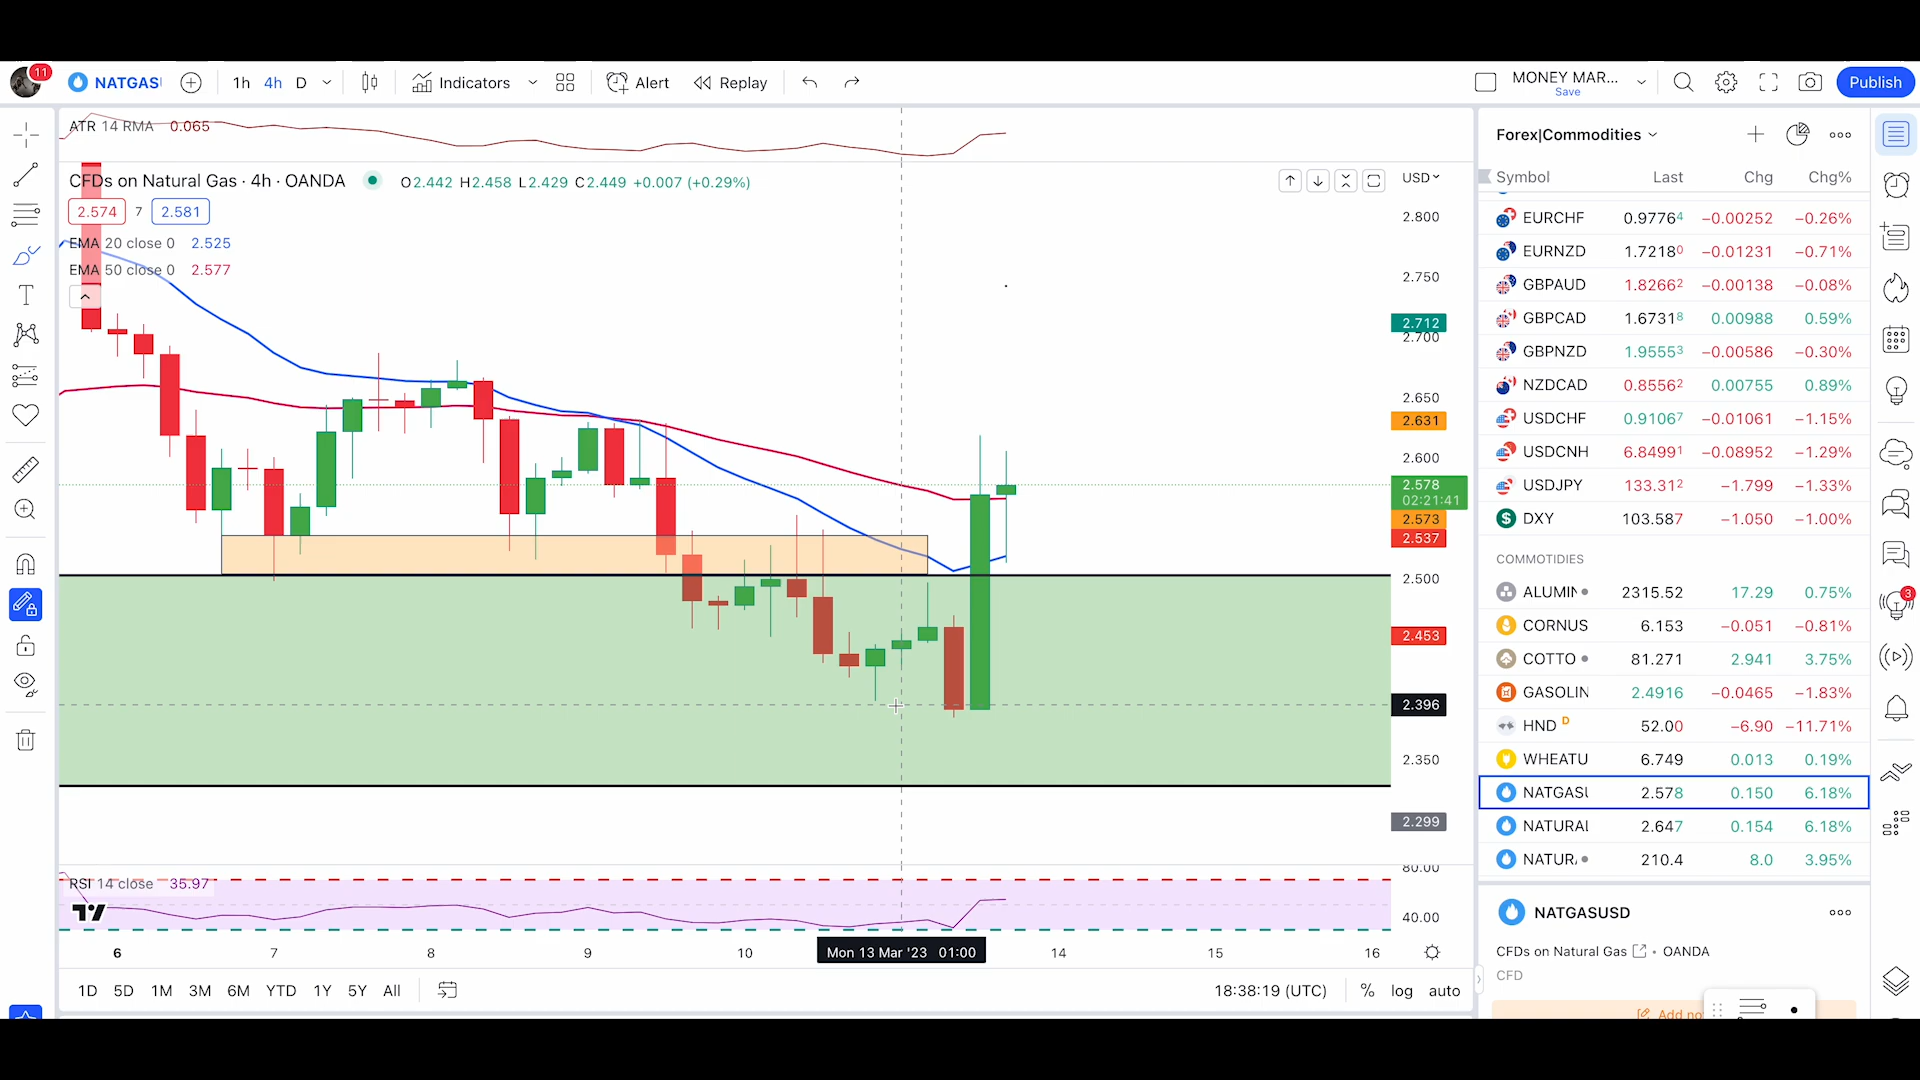 11
NATGAS
1h 4h D
Indicators
Alert
Replay
MONEY MAR...
Save
Publish
ATR 14 RMA 0.065
CFDs on Natural Gas · 4h · OANDA
O2.442 H2.458 L2.429 C2.449 +0.007 (+0.29%)
2.574 7 2.581
EMA 20 close 0 2.525
EMA 50 close 0 2.577
USD
2.800
2.750
2.712
2.700
2.650
2.631
2.600
2.578
02:21:41
2.573
2.537
2.500
2.453
2.396
2.350
2.299
RSI 14 close 35.97
80.00
40.00
6 7 8 9 10 Mon 13 Mar '23 01:00 14 15 16
1D 5D 1M 3M 6M YTD 1Y 5Y All
18:38:19 (UTC) % log auto
Forex|Commodities
Symbol Last Chg Chg%
EURCHF 0.97764 −0.00252 −0.26%
EURNZD 1.72180 −0.01231 −0.71%
GBPAUD 1.82662 −0.00138 −0.08%
GBPCAD 1.67318 0.00988 0.59%
GBPNZD 1.95553 −0.00586 −0.30%
NZDCAD 0.85562 0.00755 0.89%
USDCHF 0.91067 −0.01061 −1.15%
USDCNH 6.84991 −0.08952 −1.29%
USDJPY 133.312 −1.799 −1.33%
DXY 103.587 −1.050 −1.00%
COMMOTIDIES
ALUMIN 2315.52 17.29 0.75%
CORNUS 6.153 −0.051 −0.81%
COTTO 81.271 2.941 3.75%
GASOLIN 2.4916 −0.0465 −1.83%
HND D 52.00 −6.90 −11.71%
WHEATU 6.749 0.013 0.19%
NATGASU 2.578 0.150 6.18%
NATURAL 2.647 0.154 6.18%
NATUR 210.4 8.0 3.95%
NATGASUSD
CFDs on Natural Gas • OANDA
CFD
Add no
3